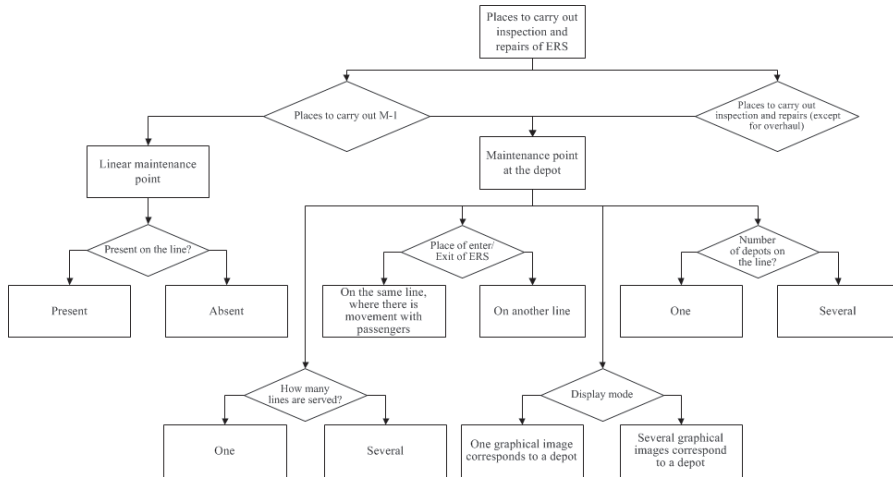 Places to carry out
inspection and
repairs of ERS
Places to carry out M-1
Places to carry out
inspection and repairs (except
for overhaul)
Linear maintenance
point
Maintenance point
at the depot
Present on the line?
Place of enter/
Exit of ERS
Number
of depots on
the line?
Present
Absent
On the same line,
where there is
movement with
passengers
On another line
One
Several
How many
lines are served?
Display mode
One
Several
One graphical image
corresponds to a depot
Several graphical
images correspond
to a depot